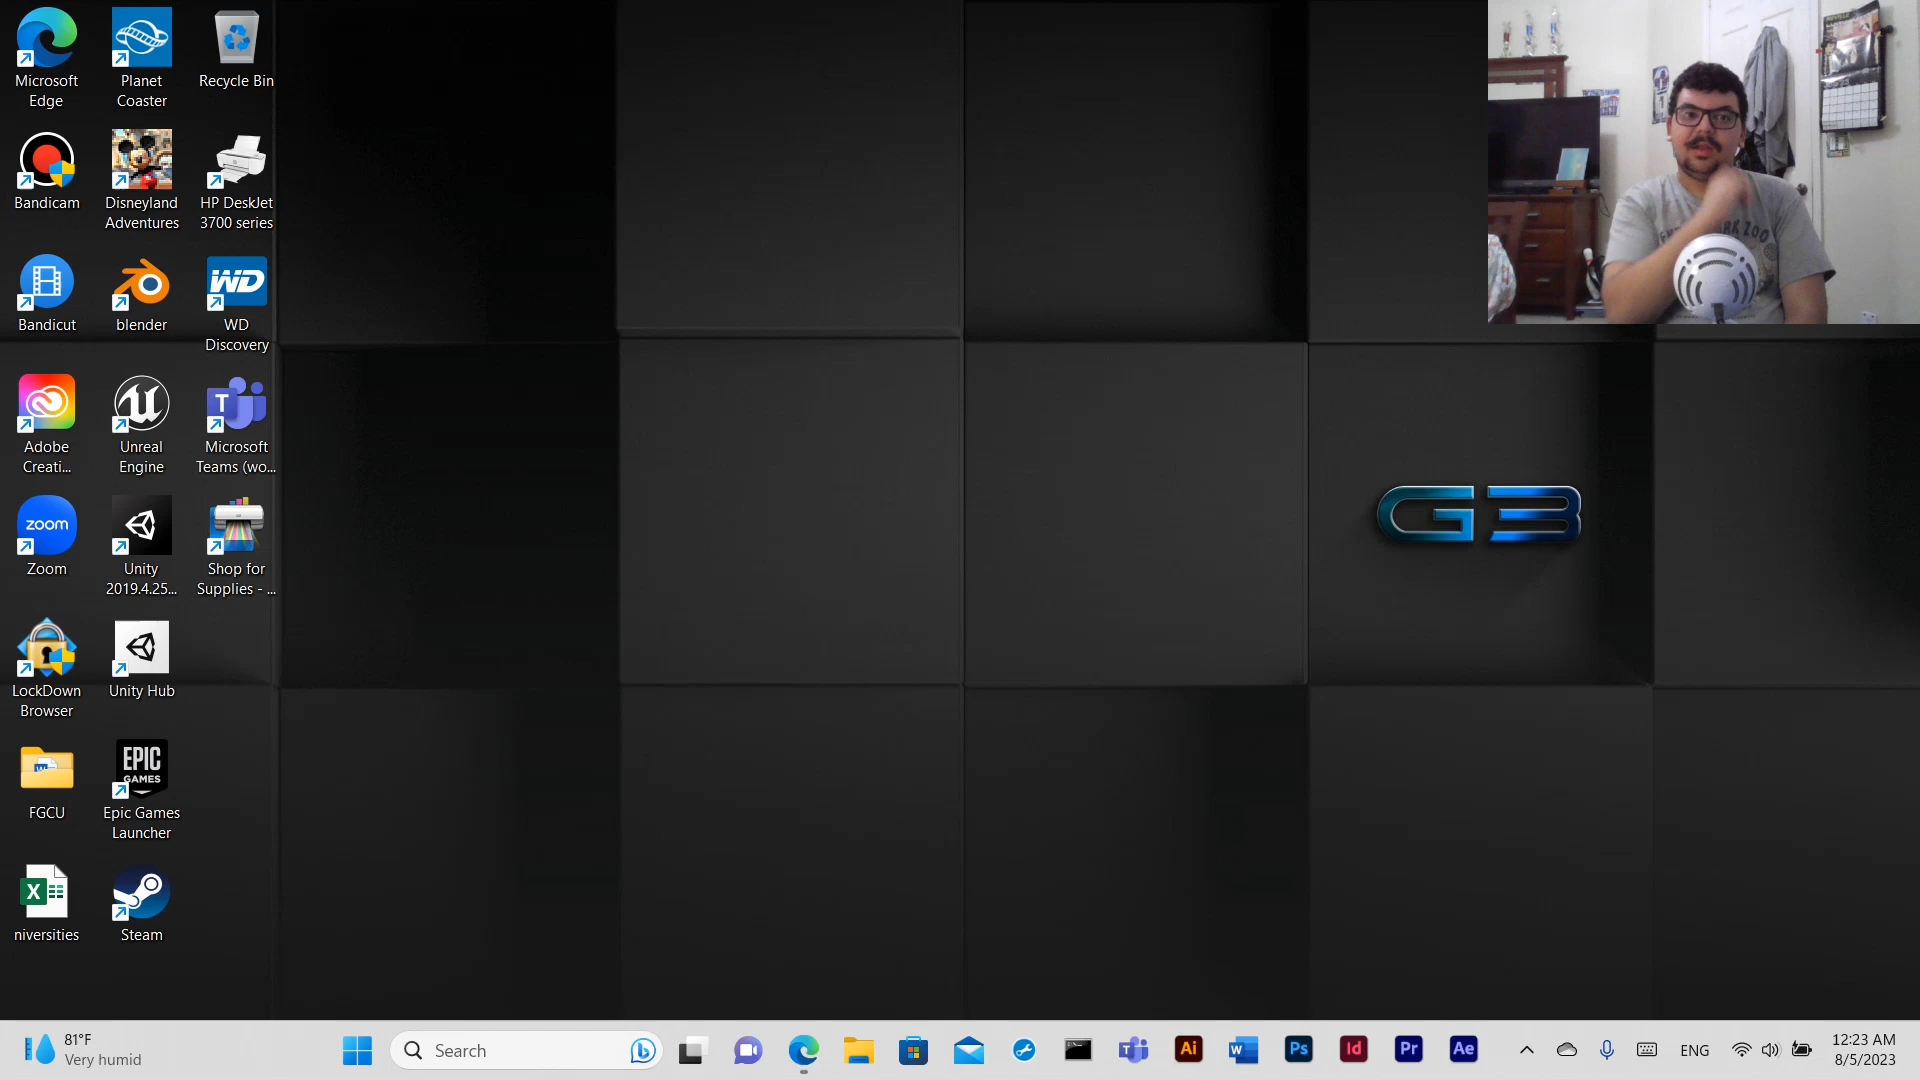 Microsoft
Edge
Planet
Coaster
Recycle Bin
Bandicam
Disneyland
Adventures
HP DeskJet
3700 series
Bandicut
blender
WD
WD
Discovery
Adobe
Creati...
Unreal
Engine
T
Microsoft
Teams (wo...
zoom
Zoom
Unity
2019.4.25...
Shop for
Supplies - ...
LockDown
Browser
Unity Hub
W
FGCU
EPIC
GAMES
Epic Games
Launcher
X
niversities
Steam
G3
ZOO
81°F
Very humid
Search
T
Ai
W
Ps
Id
Pr
Ae
ENG
12:23 AM
8/5/2023